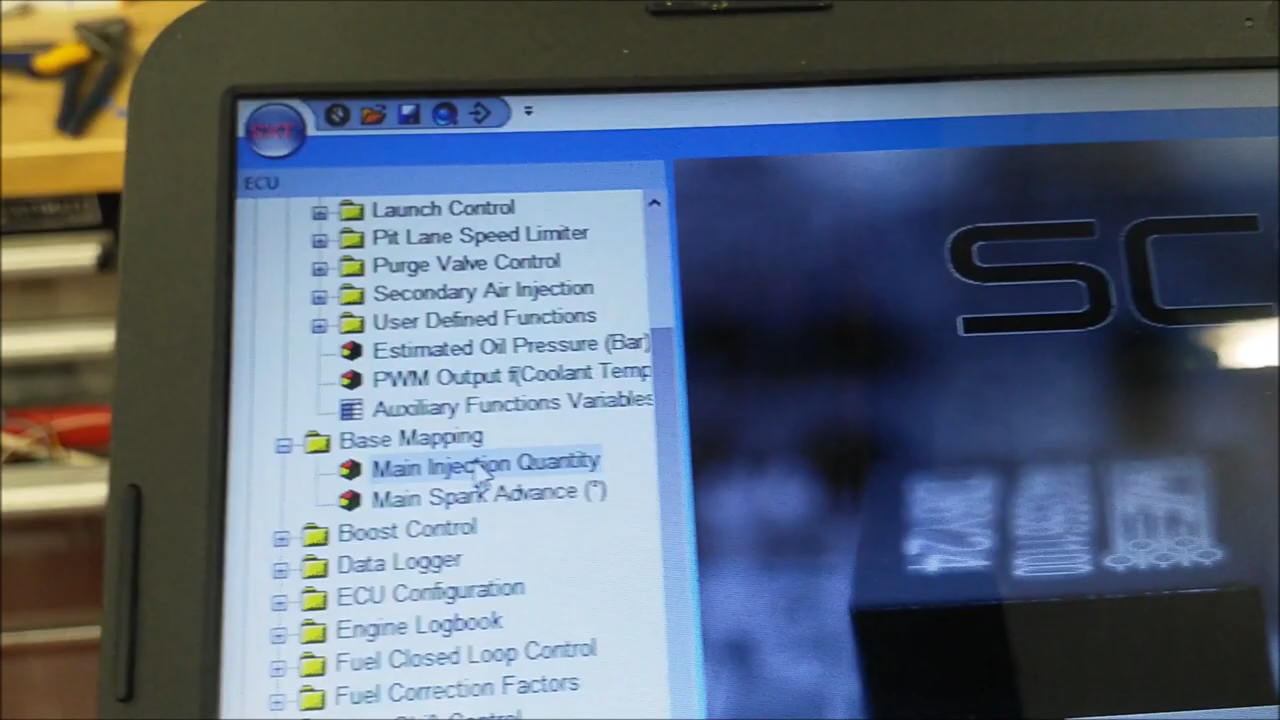 SXT
ECU
Launch Control
Pit Lane Speed Limiter
Purge Valve Control
Secondary Air Injection
User Defined Functions
Estimated Oil Pressure (Bar)
PWM Output f(Coolant Temp
Auxiliary Functions Variables
Base Mapping
Main Injection Quantity
Main Spark Advance (°)
Boost Control
Data Logger
ECU Configuration
Engine Logbook
Fuel Closed Loop Control
Fuel Correction Factors
Control
SC